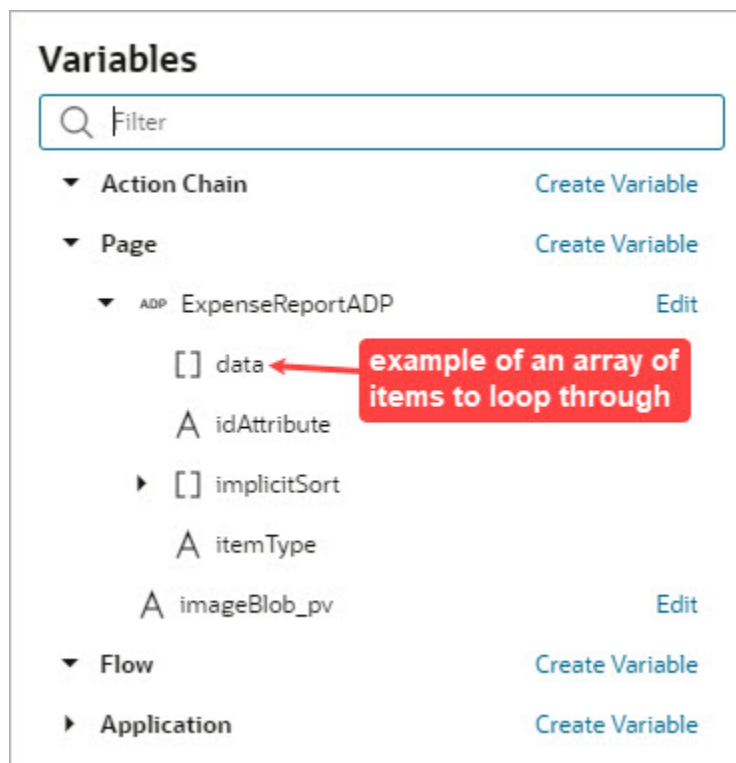 Variables
Filter
Action Chain Create Variable
Page Create Variable
ADP ExpenseReportADP Edit
[] data example of an array of
items to loop through
A idAttribute
[] implicitSort
A itemType
A imageBlob_pv Edit
Flow Create Variable
Application Create Variable